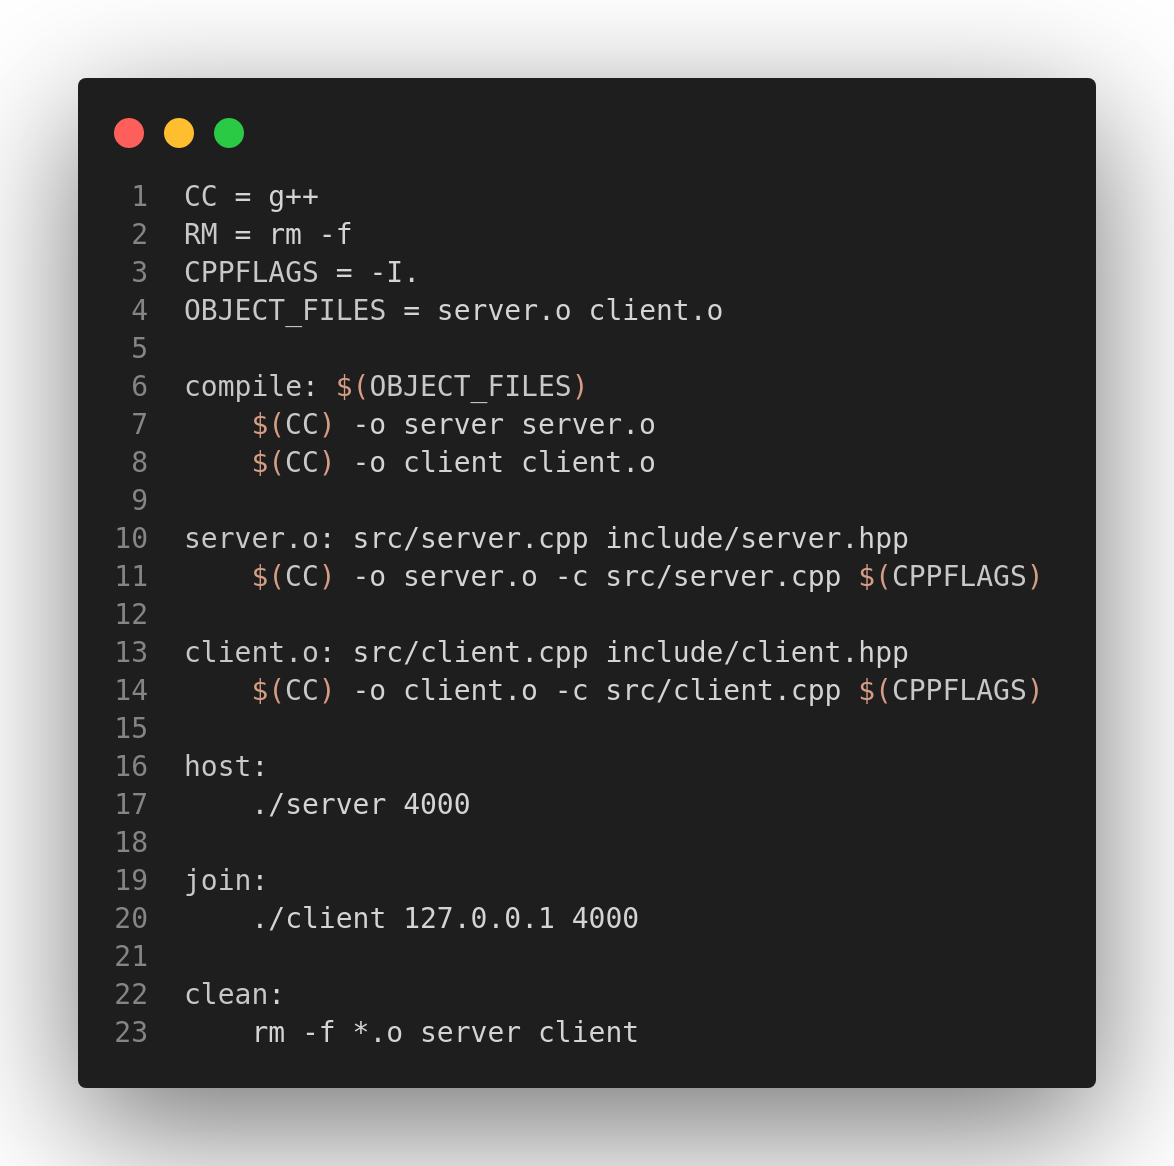 1 CC = g++
2 RM = rm -f
3 CPPFLAGS = -I.
4 OBJECT_FILES = server.o client.o
5
6 compile: $(OBJECT_FILES)
7     $(CC) -o server server.o
8     $(CC) -o client client.o
9
10 server.o: src/server.cpp include/server.hpp
11     $(CC) -o server.o -c src/server.cpp $(CPPFLAGS)
12
13 client.o: src/client.cpp include/client.hpp
14     $(CC) -o client.o -c src/client.cpp $(CPPFLAGS)
15
16 host:
17     ./server 4000
18
19 join:
20     ./client 127.0.0.1 4000
21
22 clean:
23     rm -f *.o server client